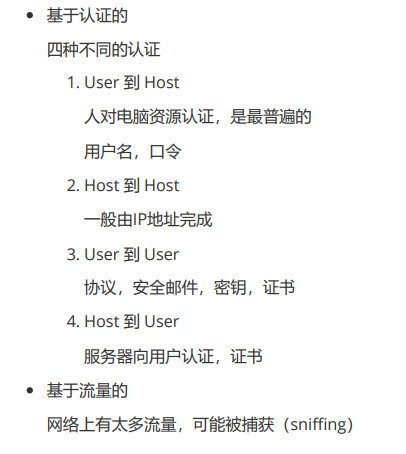 基于认证的
四种不同的认证
1. User 到 Host
人对电脑资源认证，是最普遍的
用户名，口令
2. Host 到 Host
一般由IP地址完成
3. User 到 User
协议，安全邮件，密钥，证书
4. Host 到 User
服务器向用户认证，证书
基于流量的
网络上有太多流量，可能被捕获（sniffing）